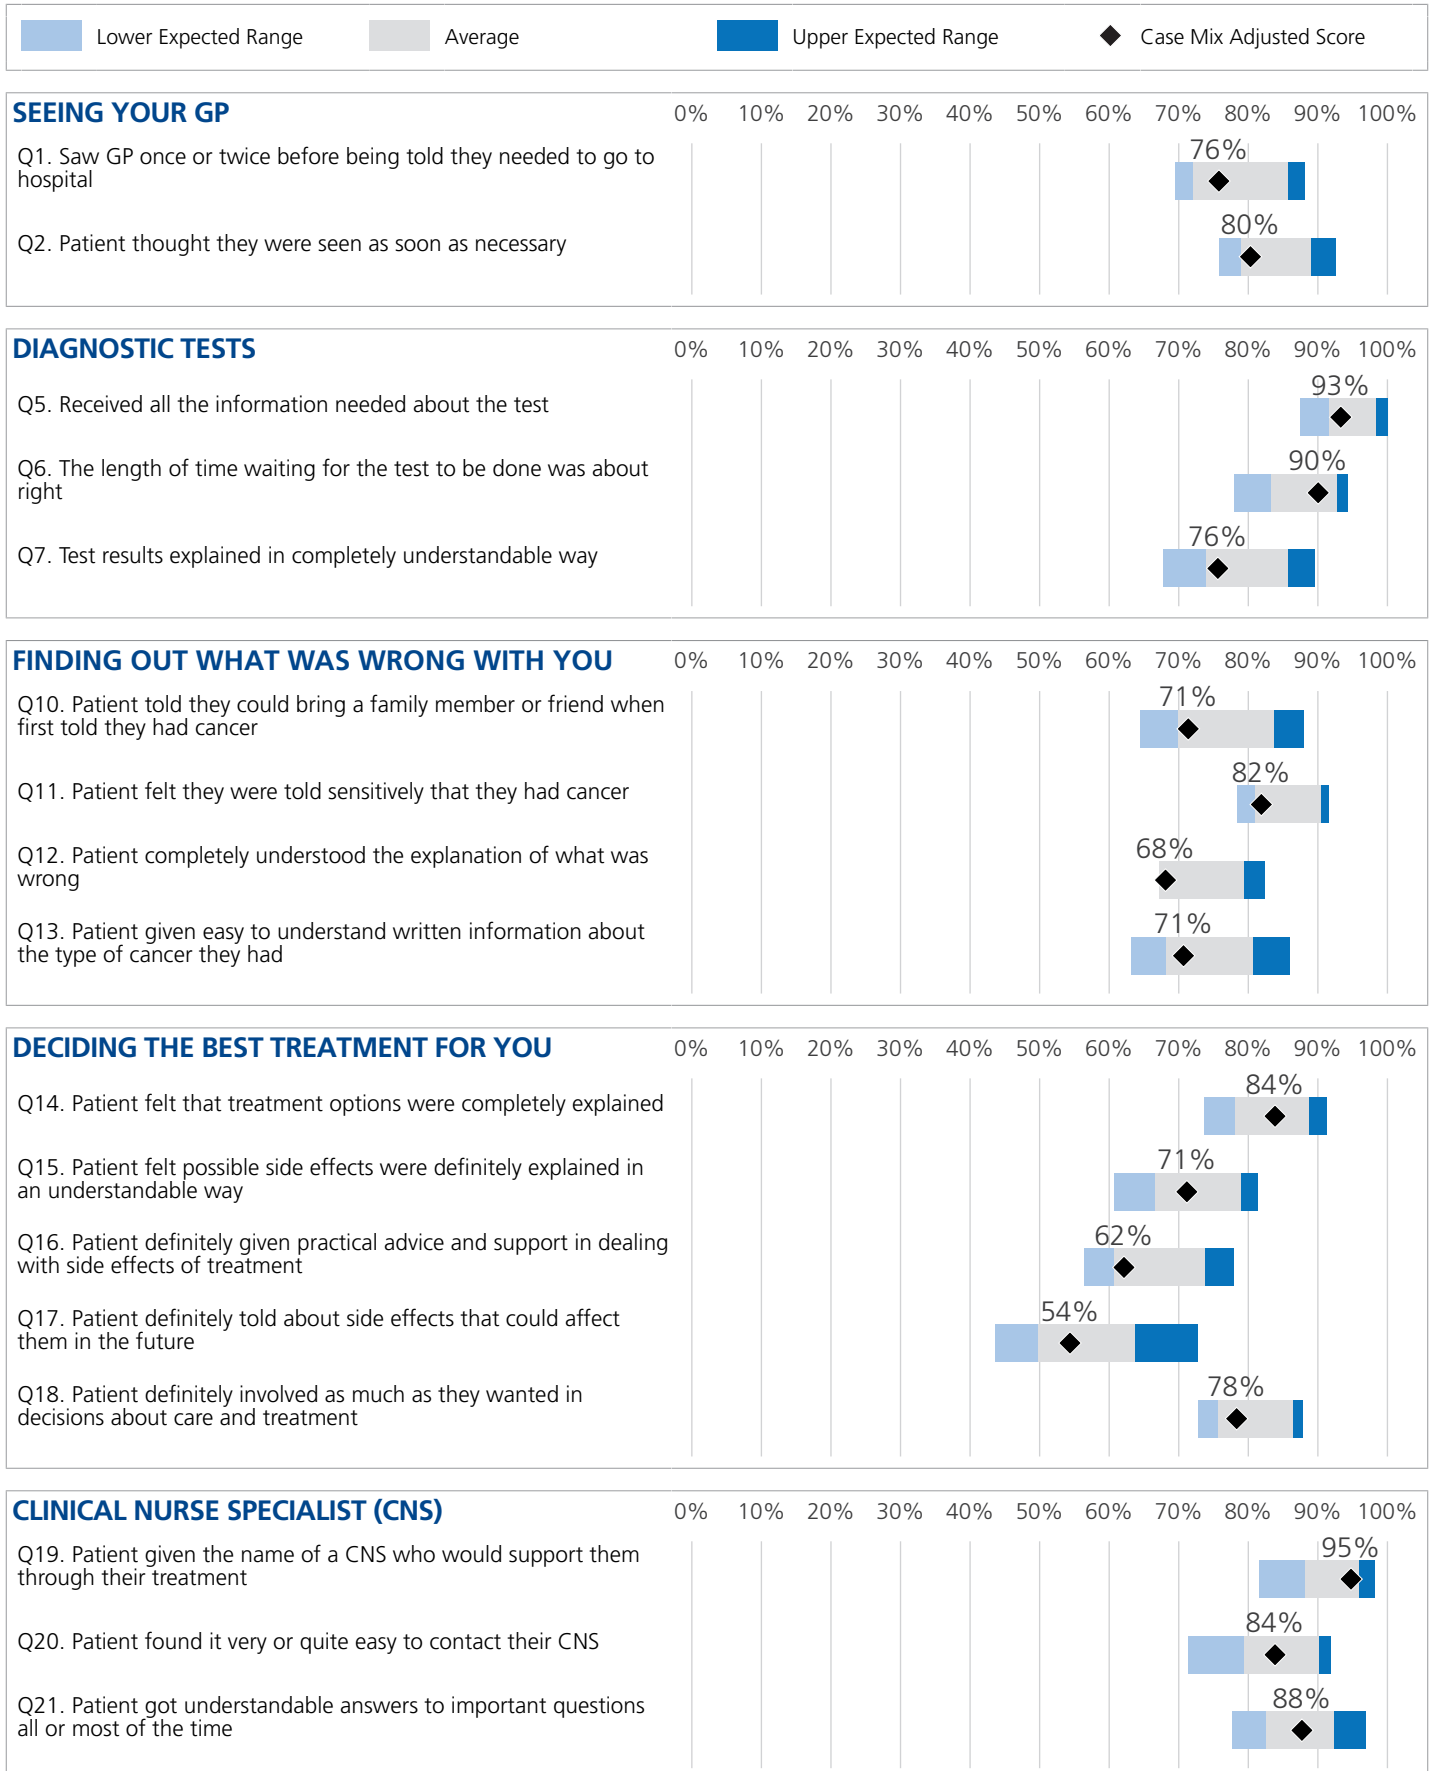 Lower Expected Range Average Upper Expected Range Case Mix Adjusted Score
SEEING YOUR GP 0% 10% 20% 30% 40% 50% 60% 70% 80% 90% 100%
76%
Q1. Saw GP once or twice before being told they needed to go to
hospital
80%
Q2. Patient thought they were seen as soon as necessary
DIAGNOSTIC TESTS 0% 10% 20% 30% 40% 50% 60% 70% 80% 90% 100%
93%
Q5. Received all the information needed about the test
90%
Q6. The length of time waiting for the test to be done was about
right
76%
Q7. Test results explained in completely understandable way
FINDING OUT WHAT WAS WRONG WITH YOU 0% 10% 20% 30% 40% 50% 60% 70% 80% 90% 100%
71%
Q10. Patient told they could bring a family member or friend when
first told they had cancer
82%
Q11. Patient felt they were told sensitively that they had cancer
68%
Q12. Patient completely understood the explanation of what was
wrong
71%
Q13. Patient given easy to understand written information about
the type of cancer they had
DECIDING THE BEST TREATMENT FOR YOU 0% 10% 20% 30% 40% 50% 60% 70% 80% 90% 100%
84%
Q14. Patient felt that treatment options were completely explained
71%
Q15. Patient felt possible side effects were definitely explained in
an understandable way
62%
Q16. Patient definitely given practical advice and support in dealing
with side effects of treatment
54%
Q17. Patient definitely told about side effects that could affect
them in the future
78%
Q18. Patient definitely involved as much as they wanted in
decisions about care and treatment
CLINICAL NURSE SPECIALIST (CNS) 0% 10% 20% 30% 40% 50% 60% 70% 80% 90% 100%
95%
Q19. Patient given the name of a CNS who would support them
through their treatment
84%
Q20. Patient found it very or quite easy to contact their CNS
88%
Q21. Patient got understandable answers to important questions
all or most of the time